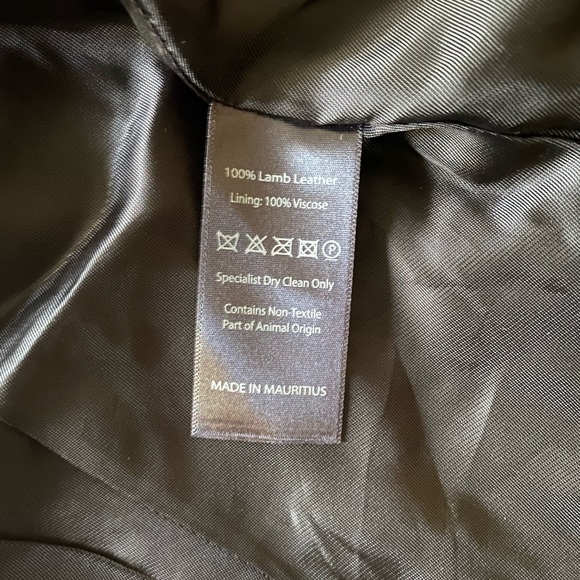 100% Lamb Leather
Lining: 100% Viscose
P
Specialist Dry Clean Only
Contains Non-Textile
Part of Animal Origin
MADE IN MAURITIUS